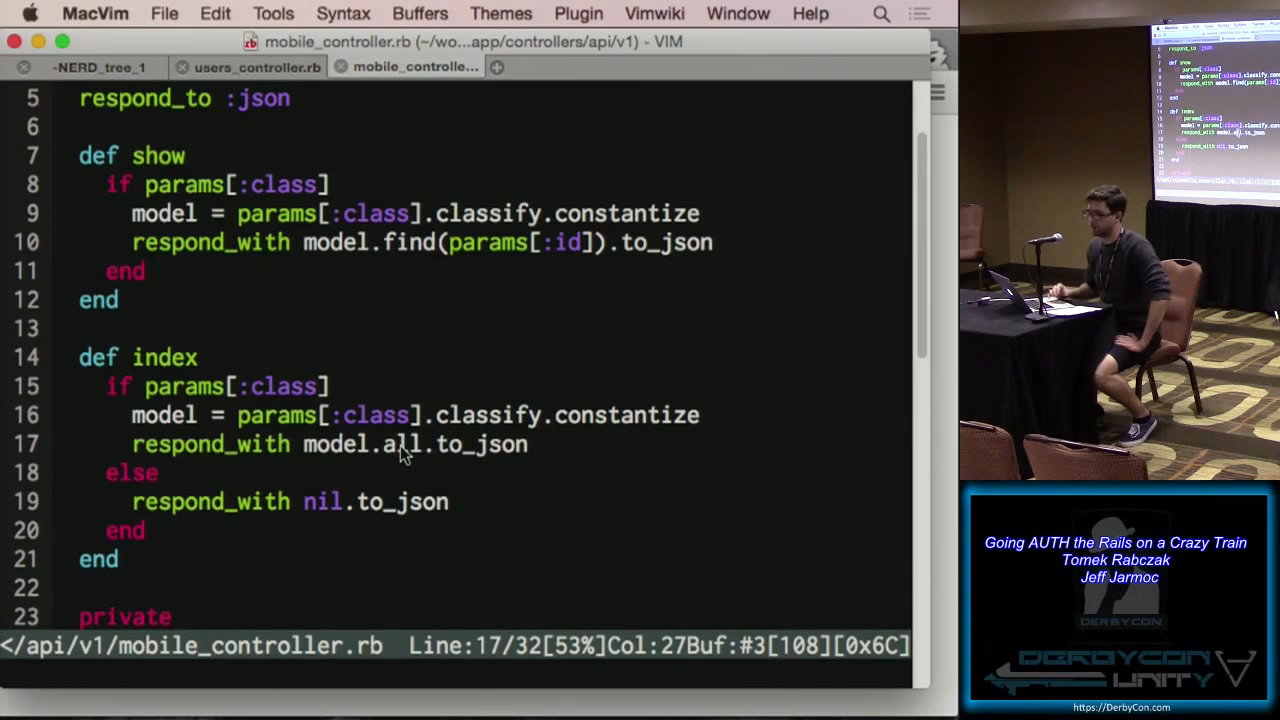 MacVim File Edit Tools Syntax Buffers Themes Plugin Vimwiki Window Help
mobile_controller.rb (~/wo...app/controllers/api/v1) - VIM
-NERD_tree_1 users_controller.rb mobile_controlle...
5 respond_to :json
6
7 def show
8 if params[:class]
9 model = params[:class].classify.constantize
10 respond_with model.find(params[:id]).to_json
11 end
12 end
13
14 def index
15 if params[:class]
16 model = params[:class].classify.constantize
17 respond_with model.all.to_json
18 else
19 respond_with nil.to_json
20 end
21 end
22
23 private
</api/v1/mobile_controller.rb Line:17/32[53%]Col:27Buf:#3[108][0x6C]
Going AUTH the Rails on a Crazy Train
Tomek Rabczak
Jeff Jarmoc
DERBYCON
DERBYCON
UNITY
https://DerbyCon.com